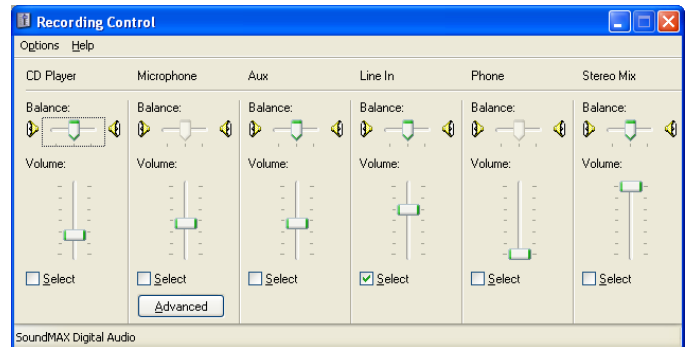 Recording Control
Options Help
CD Player Microphone Aux Line In Phone Stereo Mix
Balance: Balance: Balance: Balance: Balance: Balance:
Volume: Volume: Volume: Volume: Volume: Volume:
Select Select Select Select Select Select
Advanced
SoundMAX Digital Audio